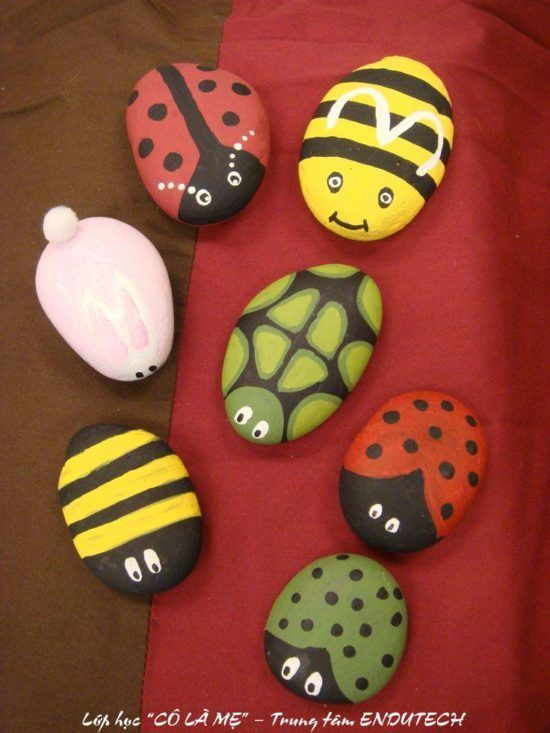 Lớp học "CÔ LÀ MẸ" – Trung tâm ENDUTECH